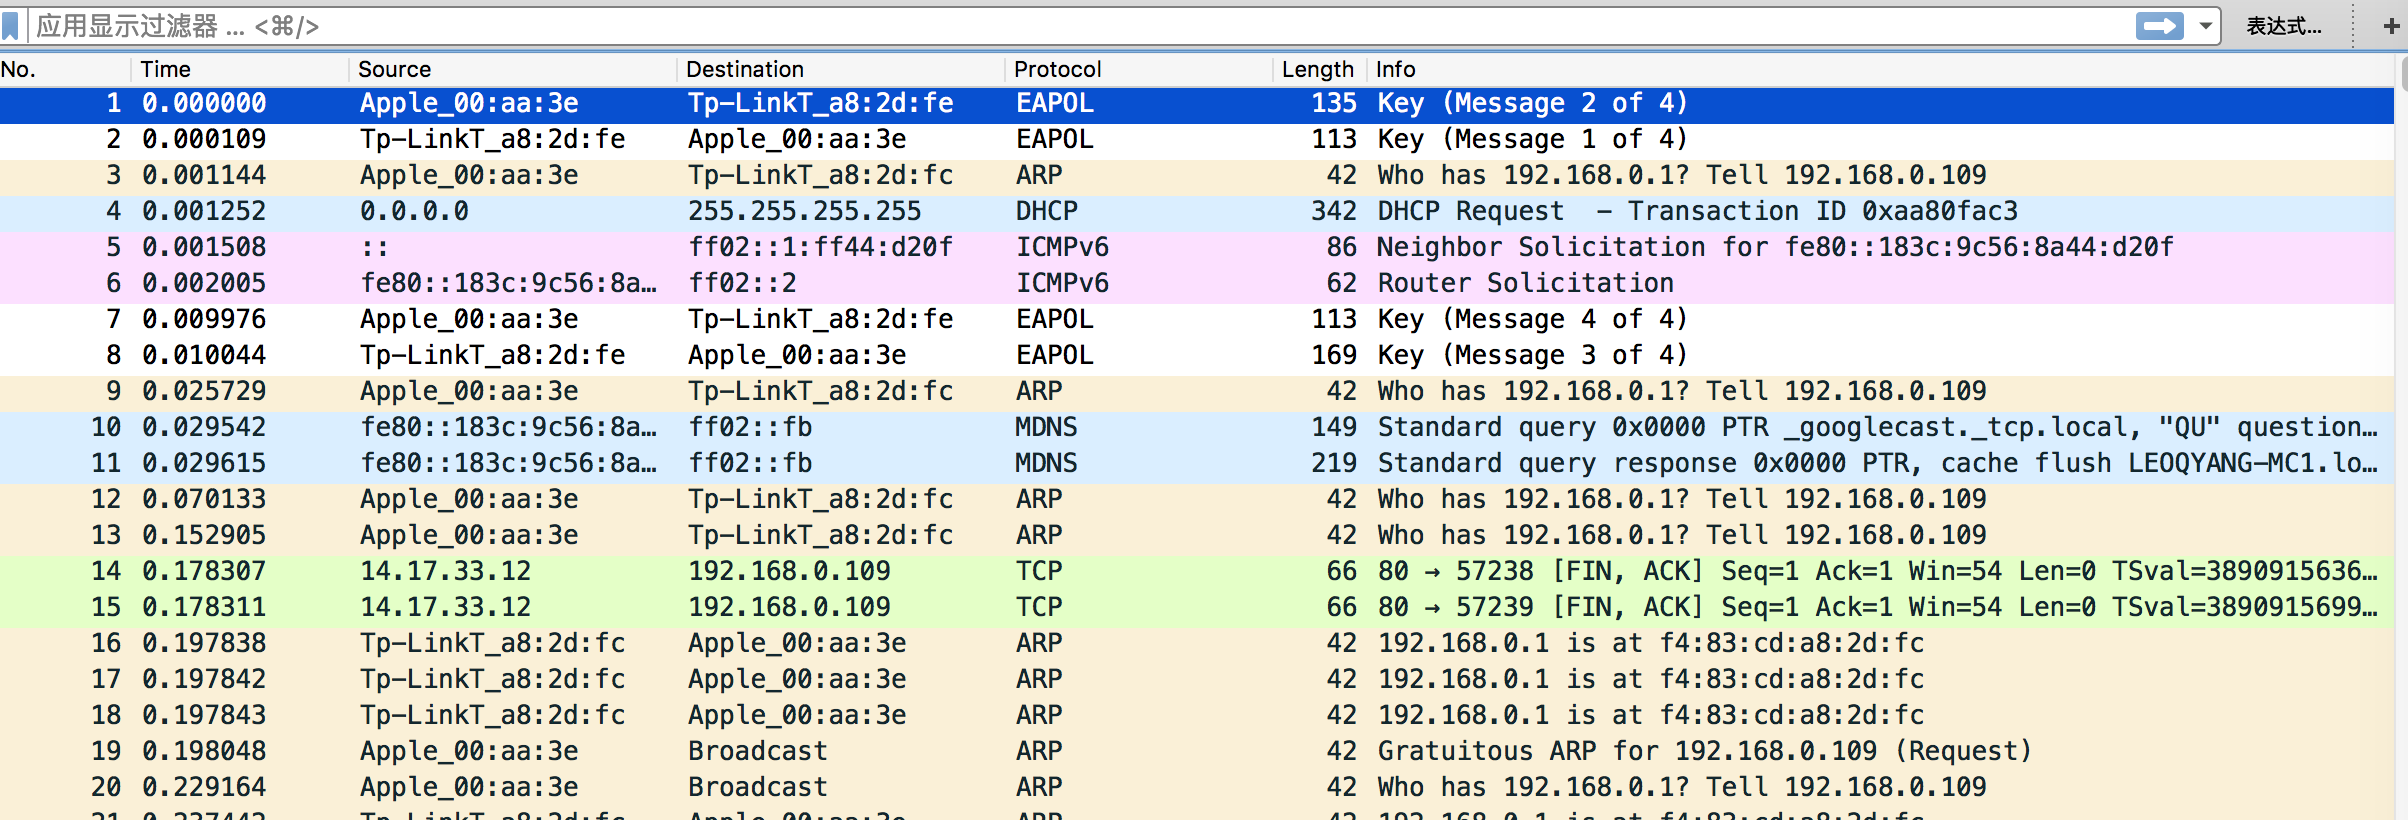 应用显示过滤器 … <⌘/> 表达式… +
No. Time Source Destination Protocol Length Info
1 0.000000 Apple_00:aa:3e Tp-LinkT_a8:2d:fe EAPOL 135 Key (Message 2 of 4)
2 0.000109 Tp-LinkT_a8:2d:fe Apple_00:aa:3e EAPOL 113 Key (Message 1 of 4)
3 0.001144 Apple_00:aa:3e Tp-LinkT_a8:2d:fc ARP 42 Who has 192.168.0.1? Tell 192.168.0.109
4 0.001252 0.0.0.0 255.255.255.255 DHCP 342 DHCP Request – Transaction ID 0xaa80fac3
5 0.001508 :: ff02::1:ff44:d20f ICMPv6 86 Neighbor Solicitation for fe80::183c:9c56:8a44:d20f
6 0.002005 fe80::183c:9c56:8a… ff02::2 ICMPv6 62 Router Solicitation
7 0.009976 Apple_00:aa:3e Tp-LinkT_a8:2d:fe EAPOL 113 Key (Message 4 of 4)
8 0.010044 Tp-LinkT_a8:2d:fe Apple_00:aa:3e EAPOL 169 Key (Message 3 of 4)
9 0.025729 Apple_00:aa:3e Tp-LinkT_a8:2d:fc ARP 42 Who has 192.168.0.1? Tell 192.168.0.109
10 0.029542 fe80::183c:9c56:8a… ff02::fb MDNS 149 Standard query 0x0000 PTR _googlecast._tcp.local, "QU" question…
11 0.029615 fe80::183c:9c56:8a… ff02::fb MDNS 219 Standard query response 0x0000 PTR, cache flush LEOQYANG-MC1.lo…
12 0.070133 Apple_00:aa:3e Tp-LinkT_a8:2d:fc ARP 42 Who has 192.168.0.1? Tell 192.168.0.109
13 0.152905 Apple_00:aa:3e Tp-LinkT_a8:2d:fc ARP 42 Who has 192.168.0.1? Tell 192.168.0.109
14 0.178307 14.17.33.12 192.168.0.109 TCP 66 80 → 57238 [FIN, ACK] Seq=1 Ack=1 Win=54 Len=0 TSval=3890915636…
15 0.178311 14.17.33.12 192.168.0.109 TCP 66 80 → 57239 [FIN, ACK] Seq=1 Ack=1 Win=54 Len=0 TSval=3890915699…
16 0.197838 Tp-LinkT_a8:2d:fc Apple_00:aa:3e ARP 42 192.168.0.1 is at f4:83:cd:a8:2d:fc
17 0.197842 Tp-LinkT_a8:2d:fc Apple_00:aa:3e ARP 42 192.168.0.1 is at f4:83:cd:a8:2d:fc
18 0.197843 Tp-LinkT_a8:2d:fc Apple_00:aa:3e ARP 42 192.168.0.1 is at f4:83:cd:a8:2d:fc
19 0.198048 Apple_00:aa:3e Broadcast ARP 42 Gratuitous ARP for 192.168.0.109 (Request)
20 0.229164 Apple_00:aa:3e Broadcast ARP 42 Who has 192.168.0.1? Tell 192.168.0.109